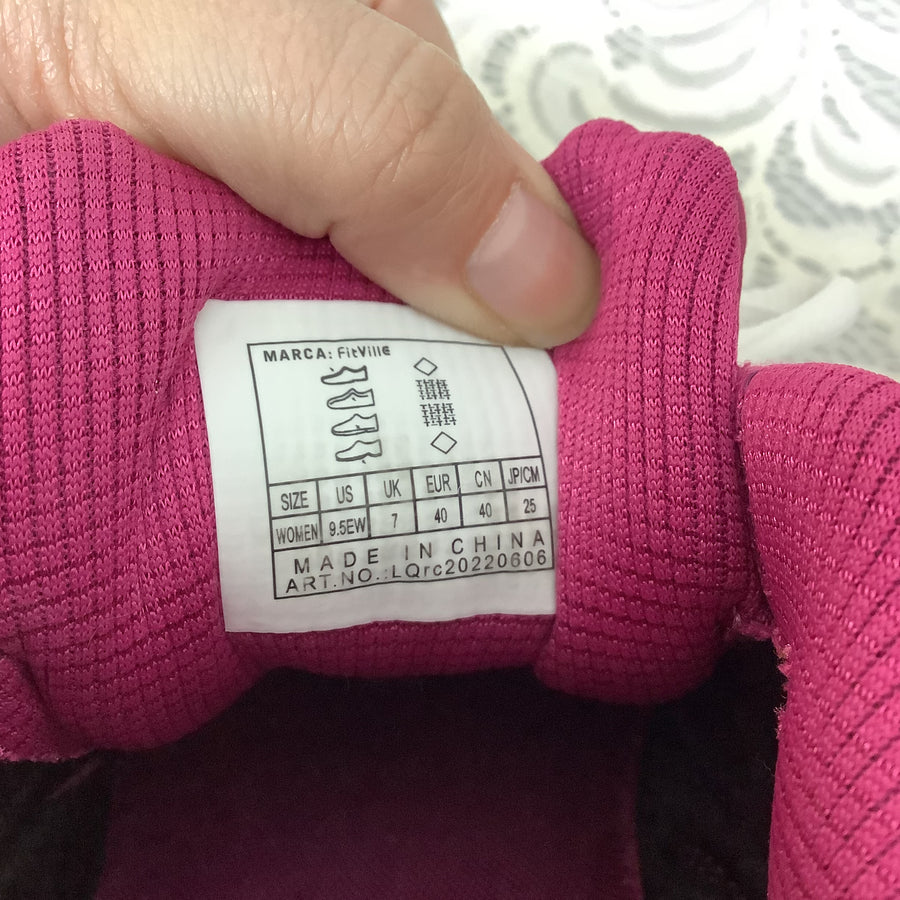 MARCA: FitVille
SIZE US UK EUR CN JP/CM
WOMEN 9.5EW 7 40 40 25
MADE IN CHINA
ART.NO.:LQrc20220606